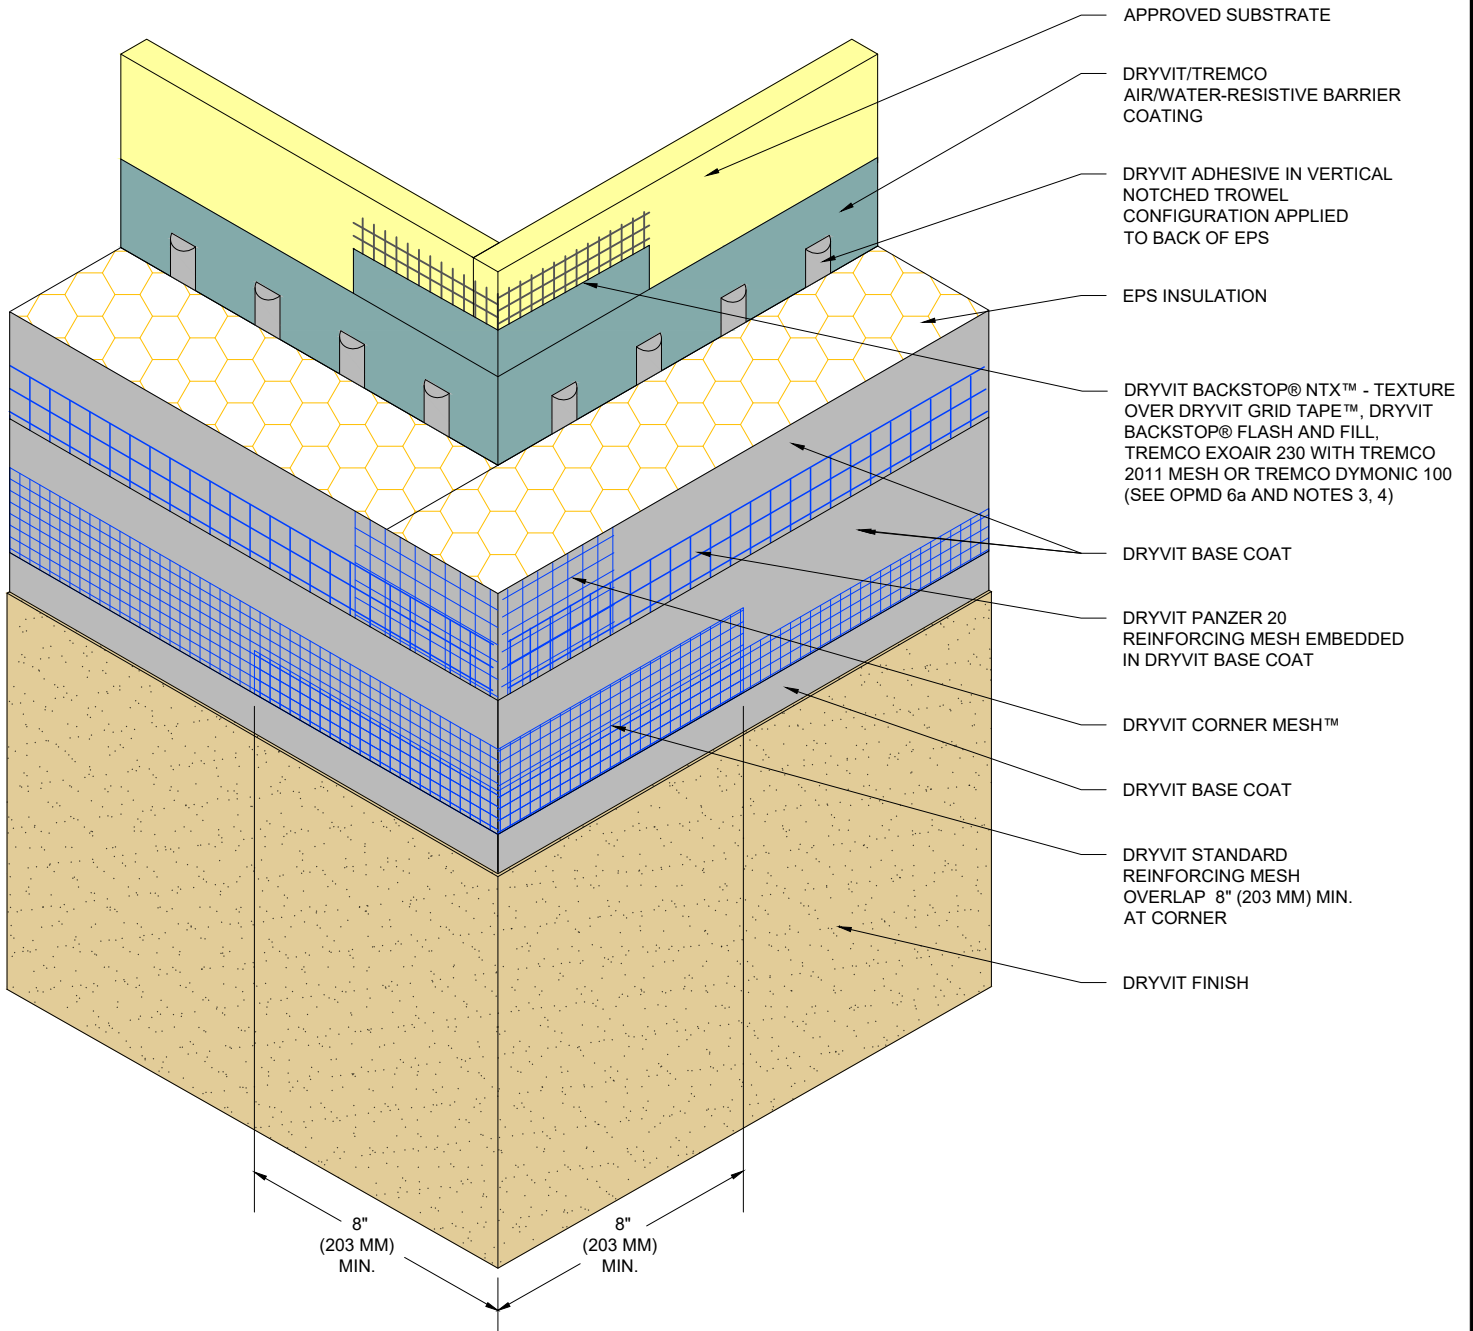 APPROVED SUBSTRATE
DRYVIT/TREMCO
AIR/WATER-RESISTIVE BARRIER
COATING
DRYVIT ADHESIVE IN VERTICAL
NOTCHED TROWEL
CONFIGURATION APPLIED
TO BACK OF EPS
EPS INSULATION
DRYVIT BACKSTOP® NTX™ - TEXTURE
OVER DRYVIT GRID TAPE™, DRYVIT
BACKSTOP® FLASH AND FILL,
TREMCO EXOAIR 230 WITH TREMCO
2011 MESH OR TREMCO DYMONIC 100
(SEE OPMD 6a AND NOTES 3, 4)
DRYVIT BASE COAT
DRYVIT PANZER 20
REINFORCING MESH EMBEDDED
IN DRYVIT BASE COAT
DRYVIT CORNER MESH™
DRYVIT BASE COAT
DRYVIT STANDARD
REINFORCING MESH
OVERLAP 8" (203 MM) MIN.
AT CORNER
DRYVIT FINISH
8"
(203 MM)
MIN.
8"
(203 MM)
MIN.